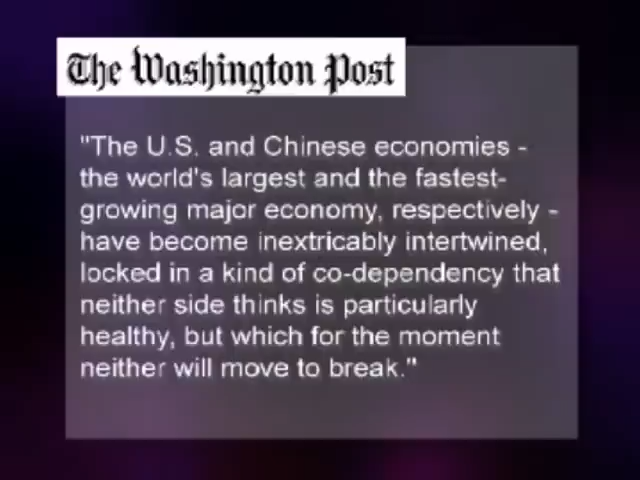 The Washington Post
"The U.S. and Chinese economies -
the world's largest and the fastest-
growing major economy, respectively -
have become inextricably intertwined,
locked in a kind of co-dependency that
neither side thinks is particularly
healthy, but which for the moment
neither will move to break."